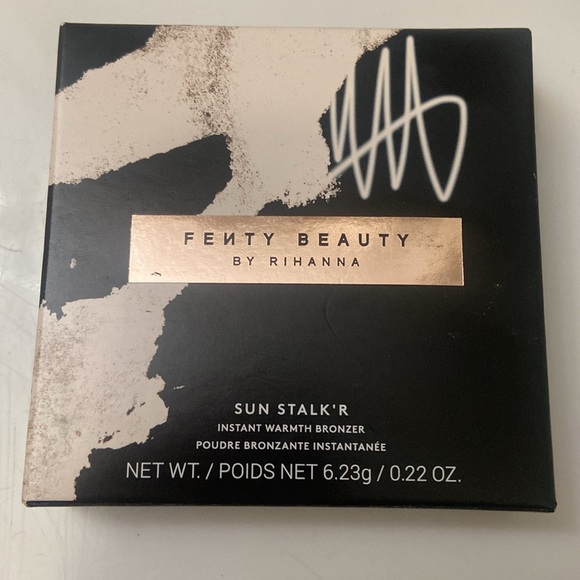 FEИTY BEAUTY
BY RIHANNA
SUN STALK'R
INSTANT WARMTH BRONZER
POUDRE BRONZANTE INSTANTANÉE
NET WT. / POIDS NET 6.23g / 0.22 OZ.